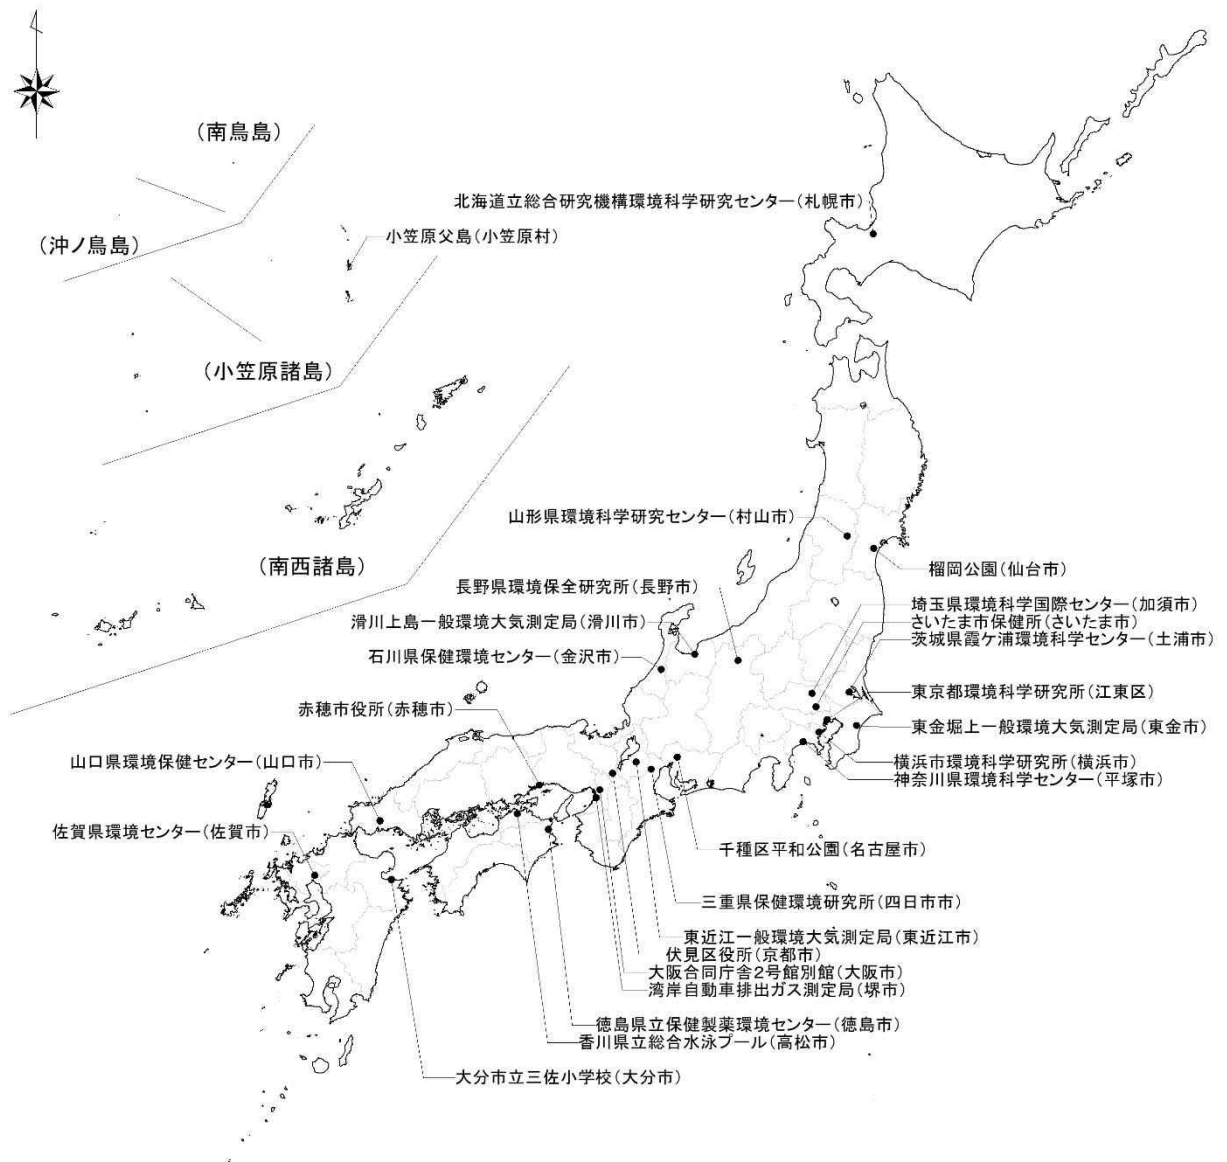 （南鳥島）
北海道立総合研究機構環境科学研究センター（札幌市）
（沖ノ鳥島）
小笠原父島（小笠原村）
（小笠原諸島）
山形県環境科学研究センター（村山市）
（南西諸島）
榴岡公園（仙台市）
長野県環境保全研究所（長野市）
埼玉県環境科学国際センター（加須市）
滑川上島一般環境大気測定局（滑川市）
さいたま市保健所（さいたま市）
茨城県霞ケ浦環境科学センター（土浦市）
石川県保健環境センター（金沢市）
東京都環境科学研究所（江東区）
赤穂市役所（赤穂市）
東金堀上一般環境大気測定局（東金市）
山口県環境保健センター（山口市）
横浜市環境科学研究所（横浜市）
神奈川県環境科学センター（平塚市）
佐賀県環境センター（佐賀市）
千種区平和公園（名古屋市）
三重県保健環境研究所（四日市市）
東近江一般環境大気測定局（東近江市）
伏見区役所（京都市）
大阪合同庁舎2号館別館（大阪市）
湾岸自動車排出ガス測定局（堺市）
徳島県立保健製薬環境センター（徳島市）
香川県立総合水泳プール（高松市）
大分市立三佐小学校（大分市）